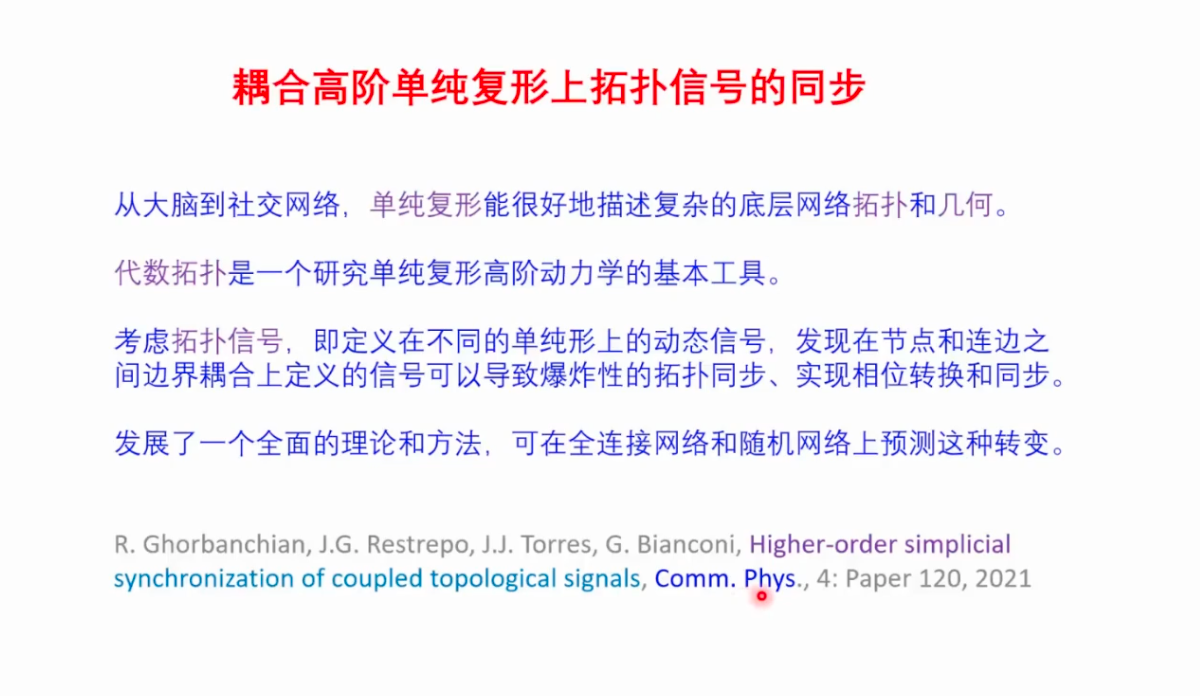 耦合高阶单纯复形上拓扑信号的同步
从大脑到社交网络，单纯复形能很好地描述复杂的底层网络拓扑和几何。
代数拓扑是一个研究单纯复形高阶动力学的基本工具。
考虑拓扑信号，即定义在不同的单纯形上的动态信号，发现在节点和连边之
间边界耦合上定义的信号可以导致爆炸性的拓扑同步、实现相位转换和同步。
发展了一个全面的理论和方法，可在全连接网络和随机网络上预测这种转变。
R. Ghorbanchian, J.G. Restrepo, J.J. Torres, G. Bianconi, Higher-order simplicial
synchronization of coupled topological signals, Comm. Phys., 4: Paper 120, 2021